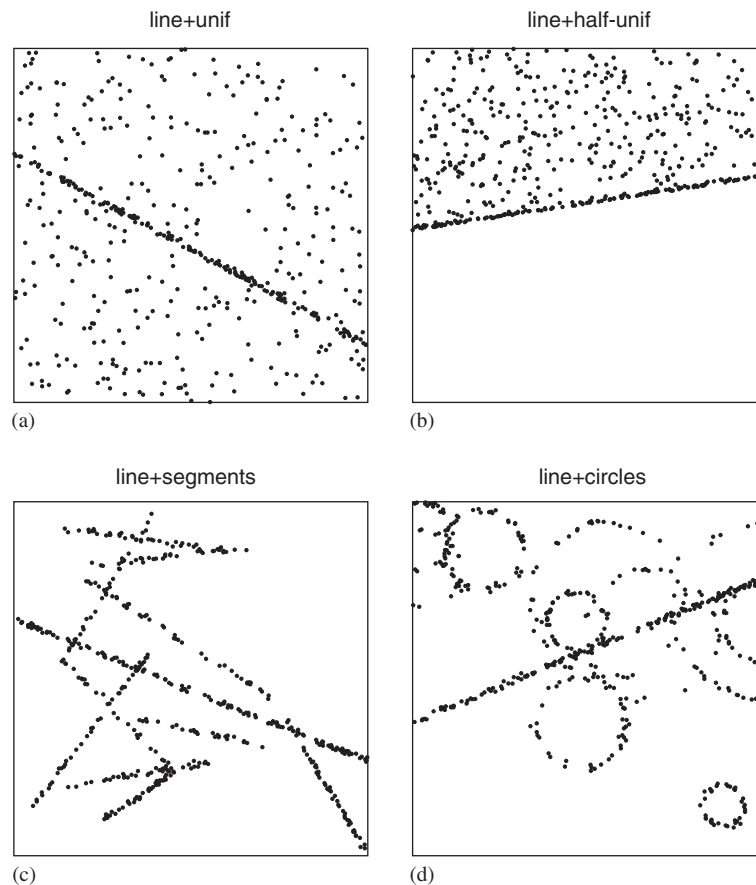 line+unif
line+half-unif
(a)
(b)
line+segments
line+circles
(c)
(d)